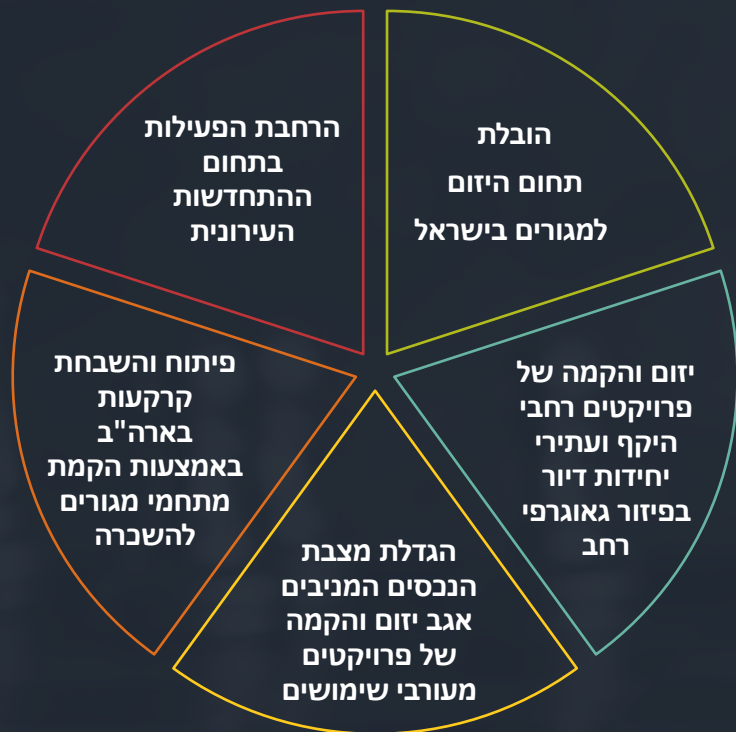 הובלת
תחום היזום
למגורים בישראל
יזום והקמה של
פרויקטים רחבי
היקף ועתירי
יחידות דיור
בפיזור גאוגרפי
רחב
הגדלת מצבת
הנכסים המניבים
אגב יזום והקמה
של פרויקטים
מעורבי שימושים
פיתוח והשבחת
קרקעות
בארה"ב
באמצעות הקמת
מתחמי מגורים
להשכרה
הרחבת הפעילות
בתחום
ההתחדשות
העירונית